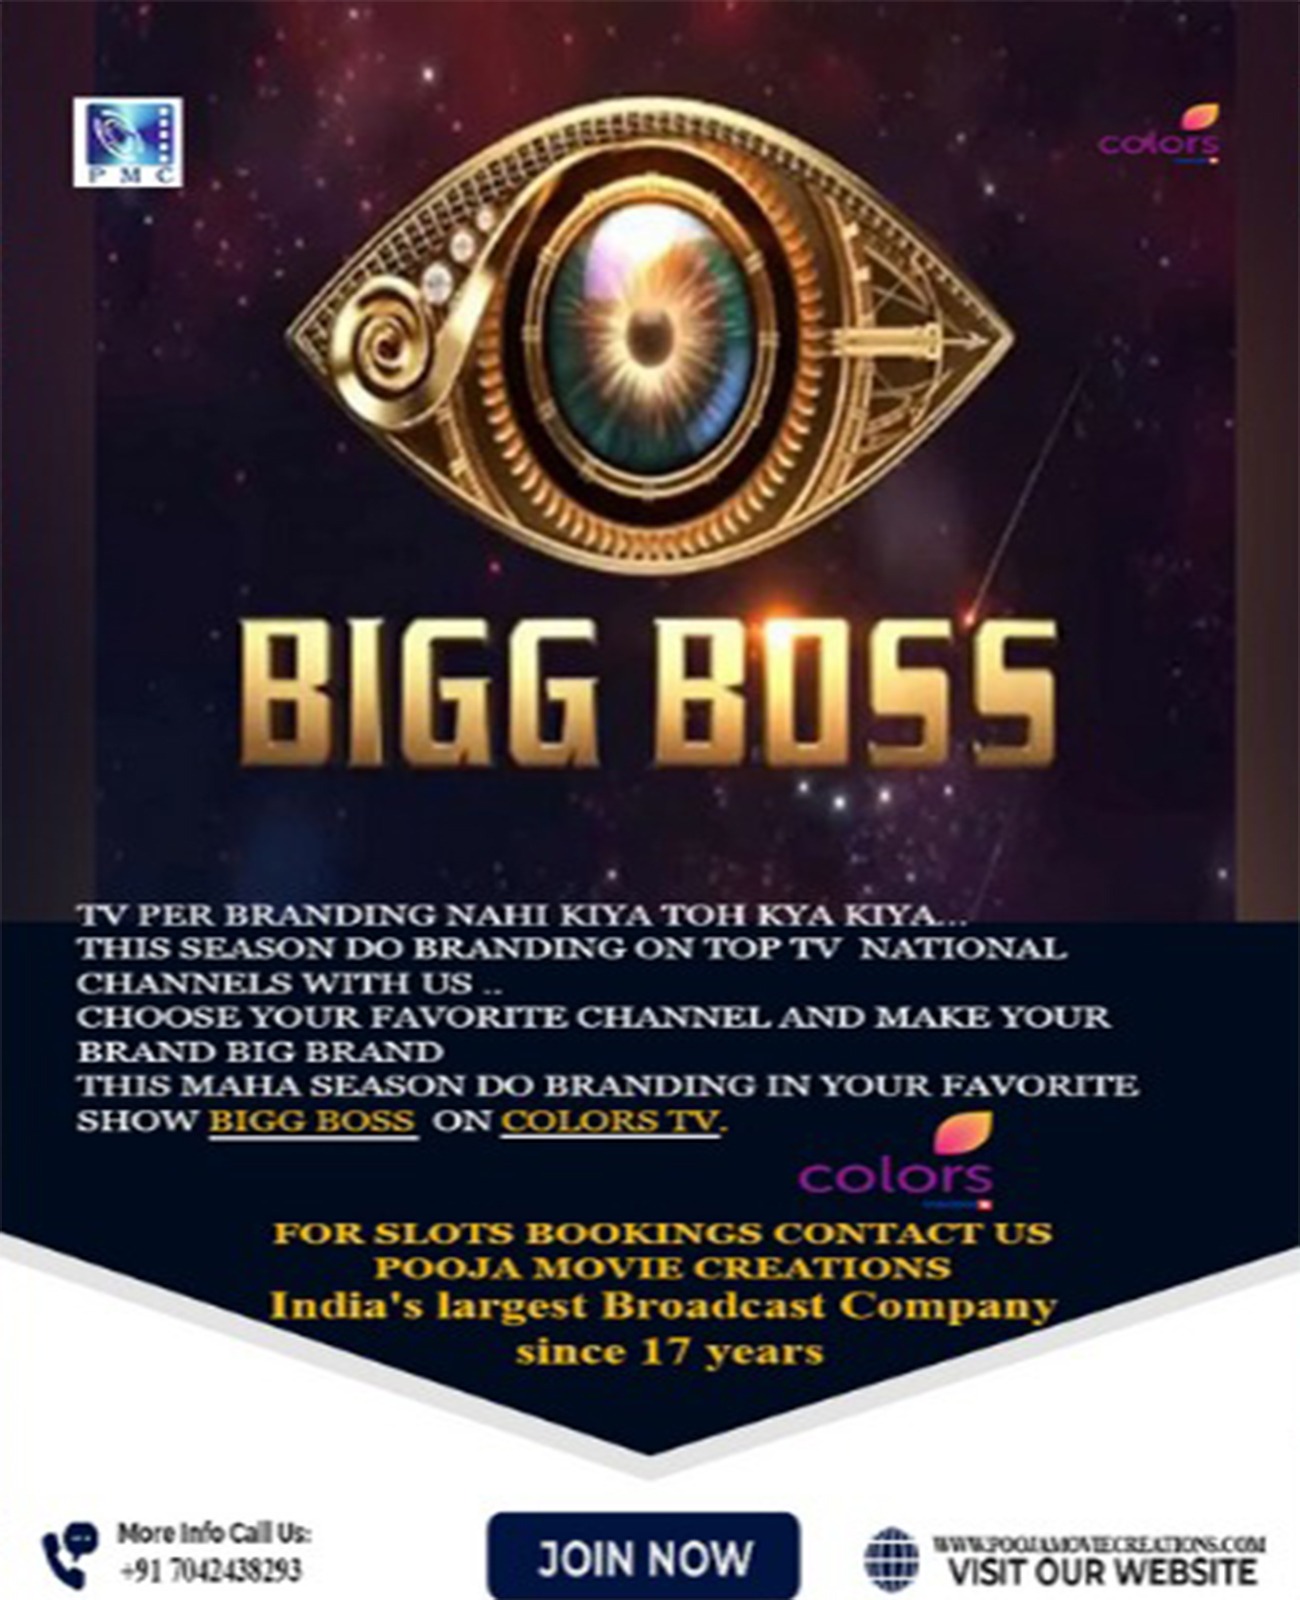 P M C
colors
BIGG BOSS
TV PER BRANDING NAHI KIYA TOH KYA KIYA...
THIS SEASON DO BRANDING ON TOP TV NATIONAL
CHANNELS WITH US ..
CHOOSE YOUR FAVORITE CHANNEL AND MAKE YOUR
BRAND BIG BRAND
THIS MAHA SEASON DO BRANDING IN YOUR FAVORITE
SHOW BIGG BOSS ON COLORS TV.
colors
FOR SLOTS BOOKINGS CONTACT US
POOJA MOVIE CREATIONS
India's largest Broadcast Company
since 17 years
More Info Call Us:
+91 7042438293
JOIN NOW
WWW.POOJAMOVIECREATIONS.COM
VISIT OUR WEBSITE